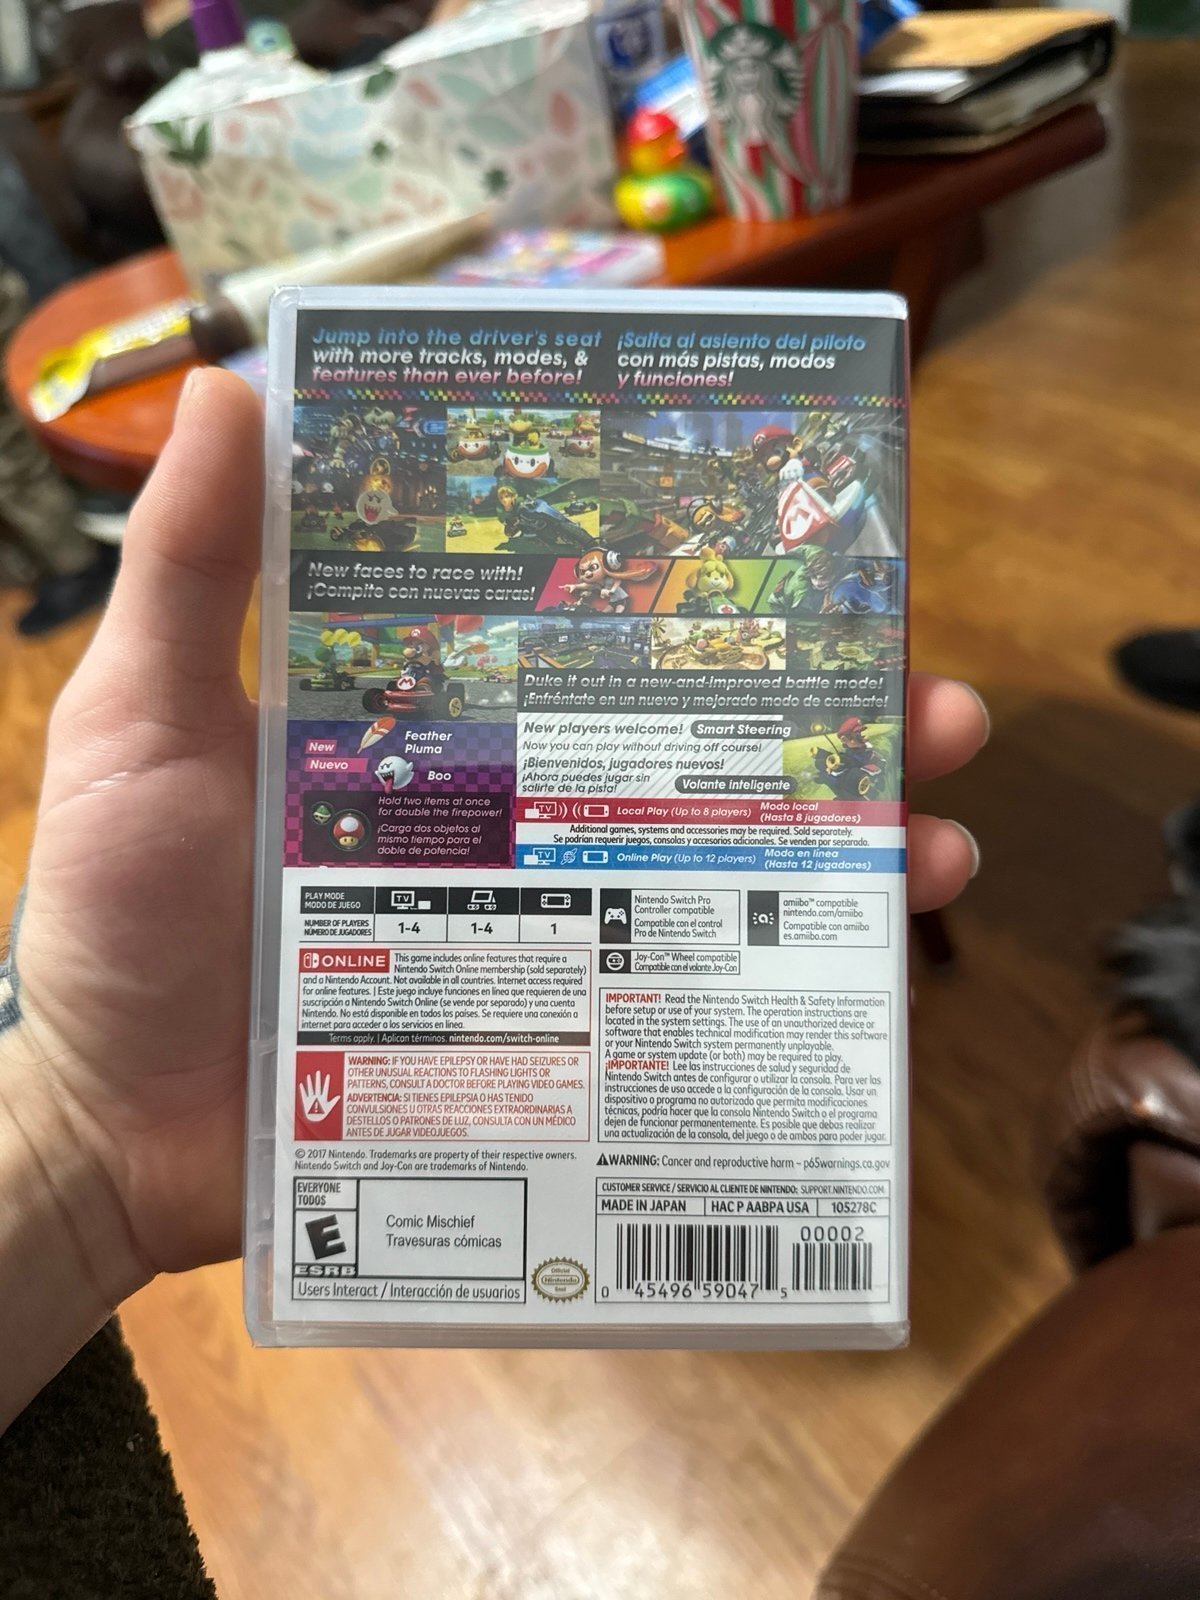 Jump into the driver's seat
with more tracks, modes, &
features than ever before!
¡Salta al asiento del piloto
con más pistas, modos
y funciones!
New faces to race with!
¡Compite con nuevas caras!
Duke it out in a new-and-improved battle mode!
¡Enfréntate en un nuevo y mejorado modo de combate!
New
Nuevo
Feather
Pluma
Boo
Hold two items at once
for double the firepower!
¡Carga dos objetos al
mismo tiempo para el
doble de potencia!
New players welcome! Smart Steering
Now you can play without driving off course!
¡Bienvenidos, jugadores nuevos!
¡Ahora puedes jugar sin
salirte de la pista!
Volante inteligente
TV Local Play (Up to 8 players) Modo local
(Hasta 8 jugadores)
Additional games, systems and accessories may be required. Sold separately.
Se podrían requerir juegos, consolas y accesorios adicionales. Se venden por separado.
TV Online Play (Up to 12 players) Modo en línea
(Hasta 12 jugadores)
PLAY MODE
MODO DE JUEGO
TV
NUMBER OF PLAYERS
NÚMERO DE JUGADORES
1-4 1-4 1
Nintendo Switch Pro
Controller compatible
Compatible con el control
Pro de Nintendo Switch
amiibo™ compatible
nintendo.com/amiibo
Compatible con amiibo
es.amiibo.com
Joy-Con™ Wheel compatible
Compatible con el volante Joy-Con
ONLINE This game includes online features that require a
Nintendo Switch Online membership (sold separately)
and a Nintendo Account. Not available in all countries. Internet access required
for online features. | Este juego incluye funciones en línea que requieren de una
suscripción a Nintendo Switch Online (se vende por separado) y una cuenta
Nintendo. No está disponible en todos los países. Se requiere una conexión a
internet para acceder a los servicios en línea.
Terms apply. | Aplican términos. nintendo.com/switch-online
WARNING: IF YOU HAVE EPILEPSY OR HAVE HAD SEIZURES OR
OTHER UNUSUAL REACTIONS TO FLASHING LIGHTS OR
PATTERNS, CONSULT A DOCTOR BEFORE PLAYING VIDEO GAMES.
ADVERTENCIA: SI TIENES EPILEPSIA O HAS TENIDO
CONVULSIONES U OTRAS REACCIONES EXTRAORDINARIAS A
DESTELLOS O PATRONES DE LUZ, CONSULTA CON UN MÉDICO
ANTES DE JUGAR VIDEOJUEGOS.
IMPORTANT! Read the Nintendo Switch Health & Safety Information
before setup or use of your system. The operation instructions are
located in the system settings. The use of an unauthorized device or
software that enables technical modification may render this software
or your Nintendo Switch system permanently unplayable.
A game or system update (or both) may be required to play.
¡IMPORTANTE! Lee las instrucciones de salud y seguridad de
Nintendo Switch antes de configurar o utilizar la consola. Para ver las
instrucciones de uso accede a la configuración de la consola. Usar un
dispositivo o programa no autorizado que permita modificaciones
técnicas, podría hacer que la consola Nintendo Switch o el programa
dejen de funcionar permanentemente. Es posible que debas realizar
una actualización de la consola, del juego o de ambos para poder jugar.
© 2017 Nintendo. Trademarks are property of their respective owners.
Nintendo Switch and Joy-Con are trademarks of Nintendo.
WARNING: Cancer and reproductive harm – p65warnings.ca.gov
EVERYONE
TODOS
E
ESRB
Comic Mischief
Travesuras cómicas
Users Interact / Interacción de usuarios
Official
Nintendo
Seal
CUSTOMER SERVICE / SERVICIO AL CLIENTE DE NINTENDO: SUPPORT.NINTENDO.COM
MADE IN JAPAN HAC P AABPA USA 105278C
00002
0 45496 59047 5